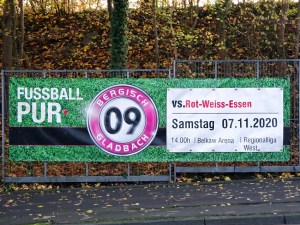 FUSSBALL
PUR
BERGISCH
09
GLADBACH
vs.Rot-Weiss-Essen
Samstag 07.11.2020
14:00h | Belkaw Arena | Regionalliga
West